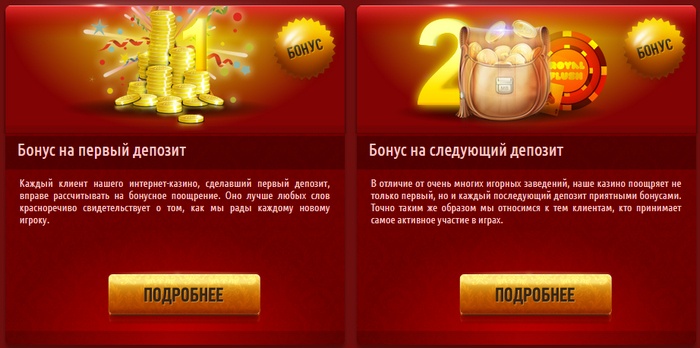 1
БОНУС
Бонус на первый депозит
Каждый клиент нашего интернет-казино, сделавший первый депозит,
вправе рассчитывать на бонусное поощрение. Оно лучше любых слов
красноречиво свидетельствует о том, как мы рады каждому новому
игроку.
ПОДРОБНЕЕ
2
ROYAL
FLUSH
БОНУС
Бонус на следующий депозит
В отличие от очень многих игорных заведений, наше казино поощряет не
только первый, но и каждый последующий депозит приятными бонусами.
Точно таким же образом мы относимся к тем клиентам, кто принимает
самое активное участие в играх.
ПОДРОБНЕЕ